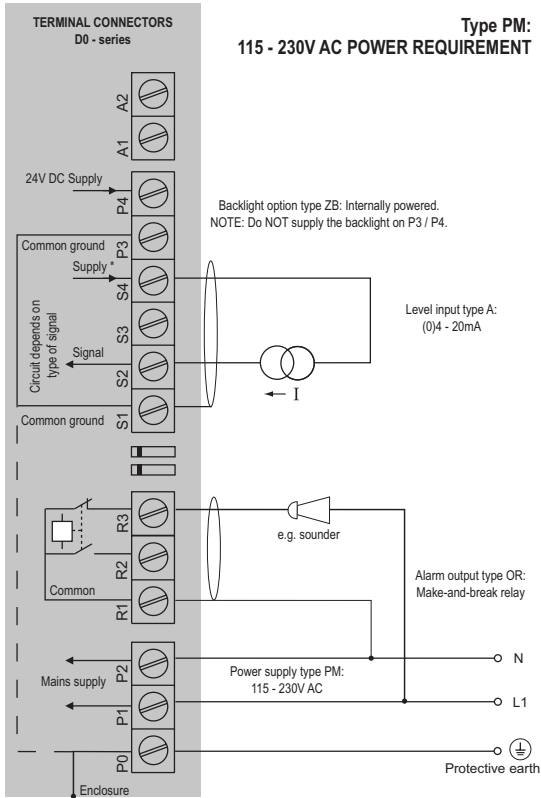 TERMINAL CONNECTORS
D0 - series
Type PM:
115 - 230V AC POWER REQUIREMENT
A2
A1
24V DC Supply
P4
Backlight option type ZB: Internally powered.
NOTE: Do NOT supply the backlight on P3 / P4.
Common ground
P3
Supply *
S4
Level input type A:
(0)4 - 20mA
Circuit depends on
type of signal
S3
Signal
S2
I
Common ground
S1
R3
e.g. sounder
R2
Alarm output type OR:
Make-and-break relay
Common
R1
P2
N
Mains supply
Power supply type PM:
115 - 230V AC
P1
L1
P0
Protective earth
Enclosure